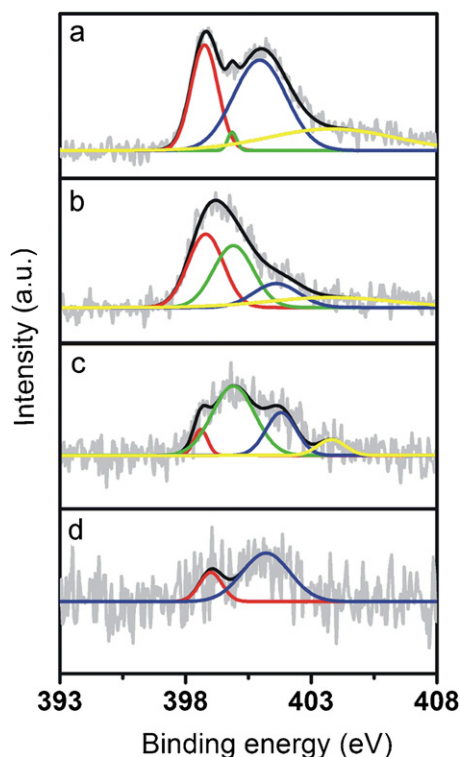 a
b
c
d
Intensity (a.u.)
393 398 403 408
Binding energy (eV)